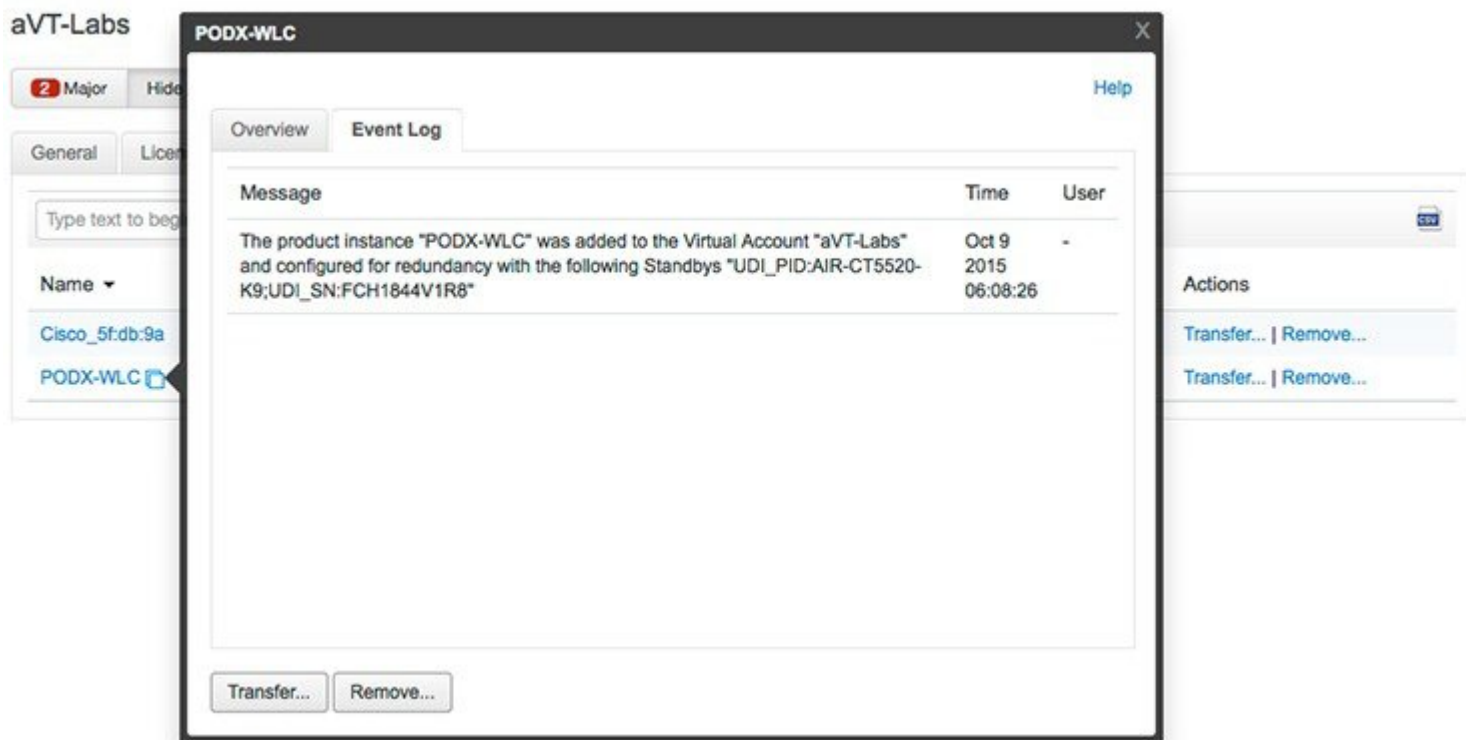 aVT-Labs
PODX-WLC
X
2 Major
Hide
Help
General
Licen
Overview
Event Log
Type text to beg
CSV
Message
Time
User
The product instance "PODX-WLC" was added to the Virtual Account "aVT-Labs"
and configured for redundancy with the following Standbys "UDI_PID:AIR-CT5520-
K9;UDI_SN:FCH1844V1R8"
Oct 9
2015
06:08:26
-
Name
Actions
Cisco_5f:db:9a
Transfer... | Remove...
PODX-WLC
Transfer... | Remove...
Transfer...
Remove...